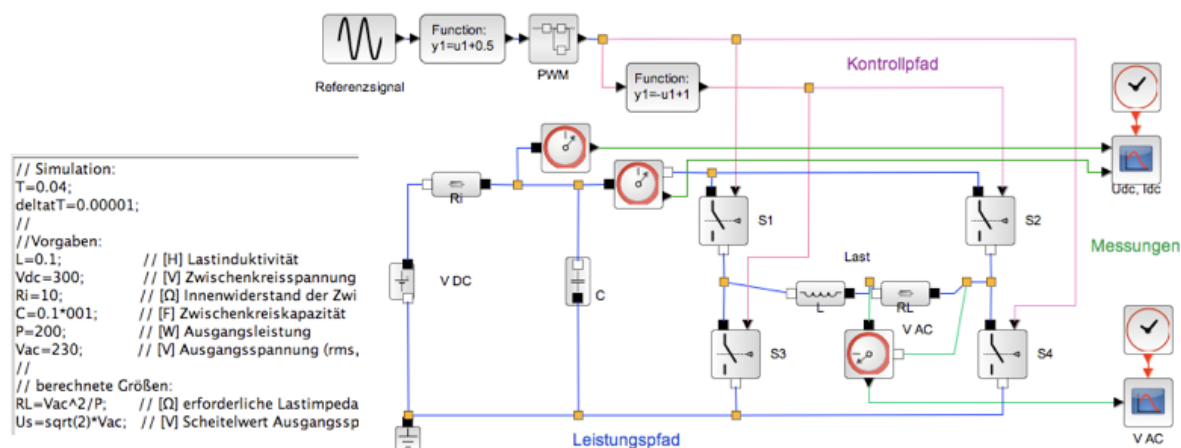 Function:
y1=u1+0.5
PWM
Referenzsignal
Function:
y1=-u1+1
Kontrollpfad
// Simulation:
T=0.04;
deltatT=0.00001;
//
//Vorgaben:
L=0.1; // [H] Lastinduktivität
Vdc=300; // [V] Zwischenkreisspannung
Ri=10; // [Ω] Innenwiderstand der Zwi
C=0.1*001; // [F] Zwischenkreiskapazität
P=200; // [W] Ausgangsleistung
Vac=230; // [V] Ausgangsspannung (rms,
//
// berechnete Größen:
RL=Vac^2/P; // [Ω] erforderliche Lastimpeda
Us=sqrt(2)*Vac; // [V] Scheitelwert Ausgangssp
Ri
Udc, Idc
S1
S2
Messungen
Last
V DC
C
L
RL
V AC
S3
S4
V AC
Leistungspfad